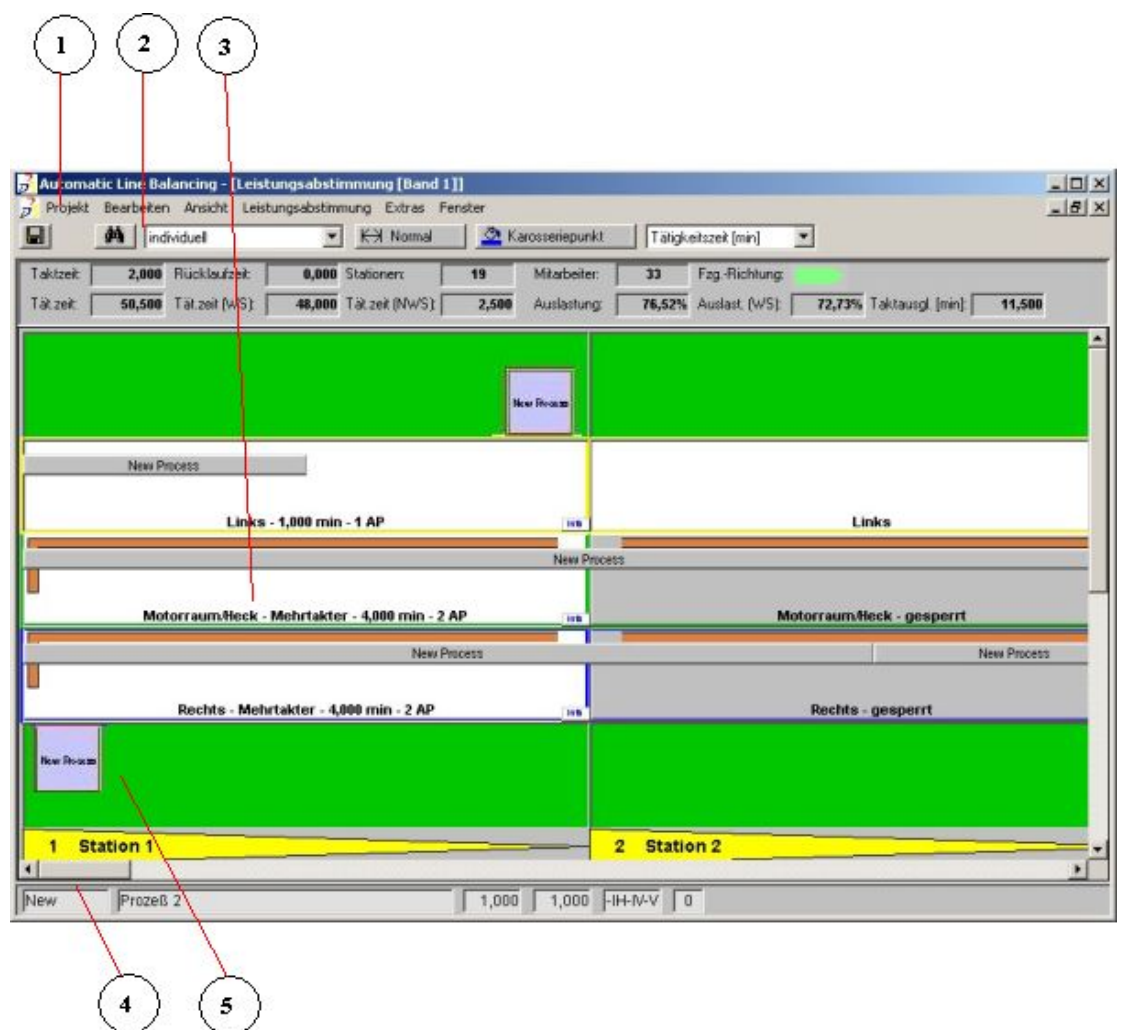 1 2 3
Automatic Line Balancing - [Leistungsabstimmung [Band 1]]
Projekt Bearbeiten Ansicht Leistungsabstimmung Extras Fenster
individuell Normal Karosseriepunkt Tätigkeitszeit [min]
Taktzeit: 2,000 Rücklaufzeit: 0,000 Stationen: 19 Mitarbeiter: 33 Fzg.-Richtung:
Tät.zeit: 50,500 Tät.zeit (WS): 48,000 Tät.zeit (NWS): 2,500 Auslastung: 76,52% Auslast. (WS): 72,73% Taktausgl. [min]: 11,500
New Process
New Process
Links - 1,000 min - 1 AP Links
New Process
Motorraum/Heck - Mehrtakter - 4,000 min - 2 AP Motorraum/Heck - gesperrt
New Process New Process
Rechts - Mehrtakter - 4,000 min - 2 AP Rechts - gesperrt
New Process
1 Station 1 2 Station 2
New Prozeß 2 1,000 1,000 -IH-IV-V 0
4 5